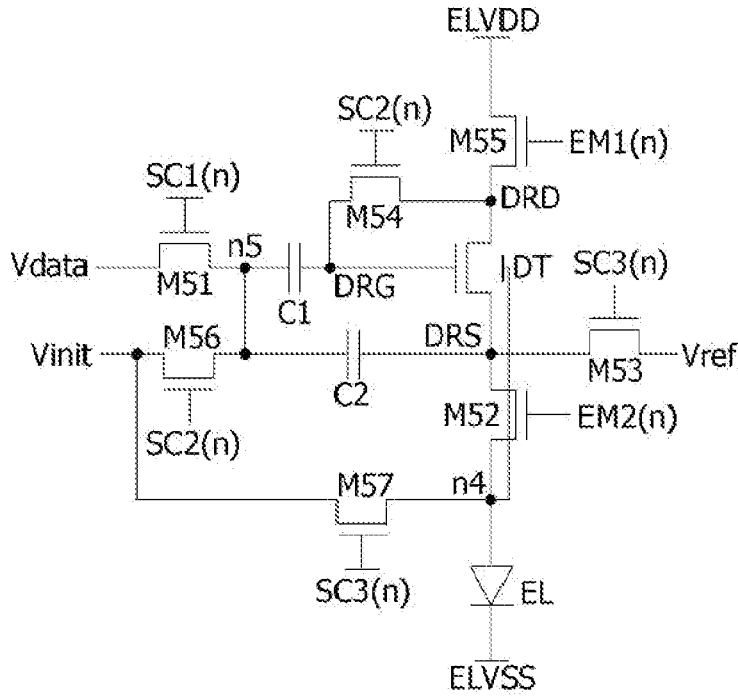 ELVDD
SC2(n)
M55
EM1(n)
SC1(n)
M54
DRD
n5
Vdata
M51
C1
DRG
DT
SC3(n)
M56
Vinit
DRS
C2
M53
Vref
SC2(n)
M52
EM2(n)
M57
n4
SC3(n)
EL
ELVSS